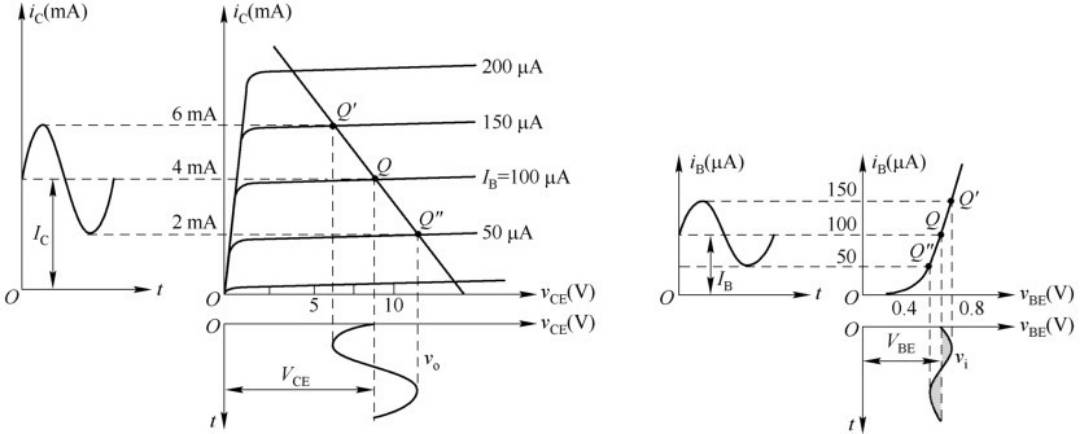 i_C(mA)
i_C(mA)
200 μA
6 mA
Q′
150 μA
4 mA
Q
I_B=100 μA
I_C
2 mA
Q″
50 μA
O
t
O
5
10
v_CE(V)
O
v_CE(V)
V_CE
v_o
t
i_B(μA)
i_B(μA)
150
Q′
100
Q
50
Q″
I_B
O
t
O
0.4
0.8
v_BE(V)
O
v_BE(V)
V_BE
v_i
t